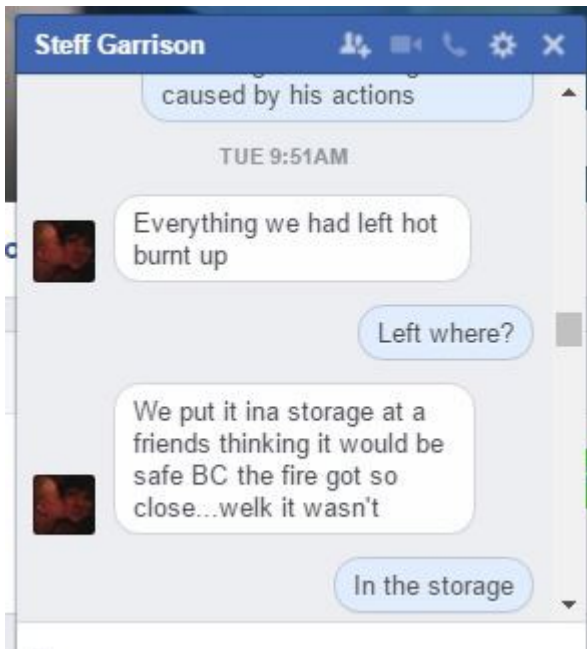 Steff Garrison
caused by his actions
TUE 9:51AM
Everything we had left hot
burnt up
Left where?
We put it ina storage at a
friends thinking it would be
safe BC the fire got so
close...welk it wasn't
In the storage